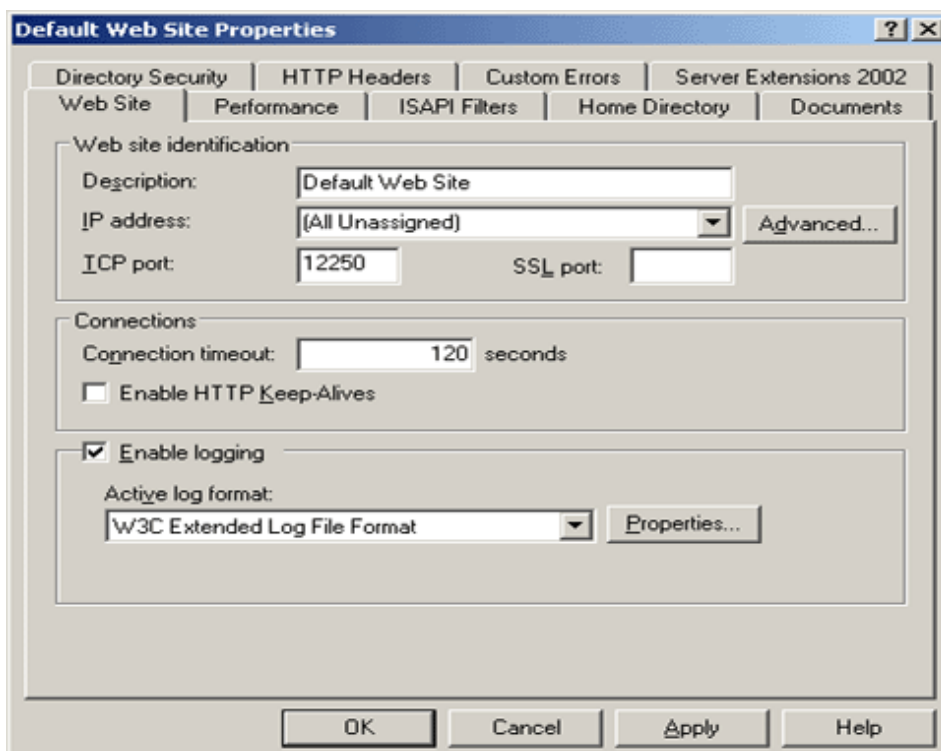 Default Web Site Properties
Directory Security HTTP Headers Custom Errors Server Extensions 2002
Web Site Performance ISAPI Filters Home Directory Documents
Web site identification
Description: Default Web Site
IP address: (All Unassigned) Advanced...
TCP port: 12250 SSL port:
Connections
Connection timeout: 120 seconds
Enable HTTP Keep-Alives
Enable logging
Active log format:
W3C Extended Log File Format Properties...
OK Cancel Apply Help